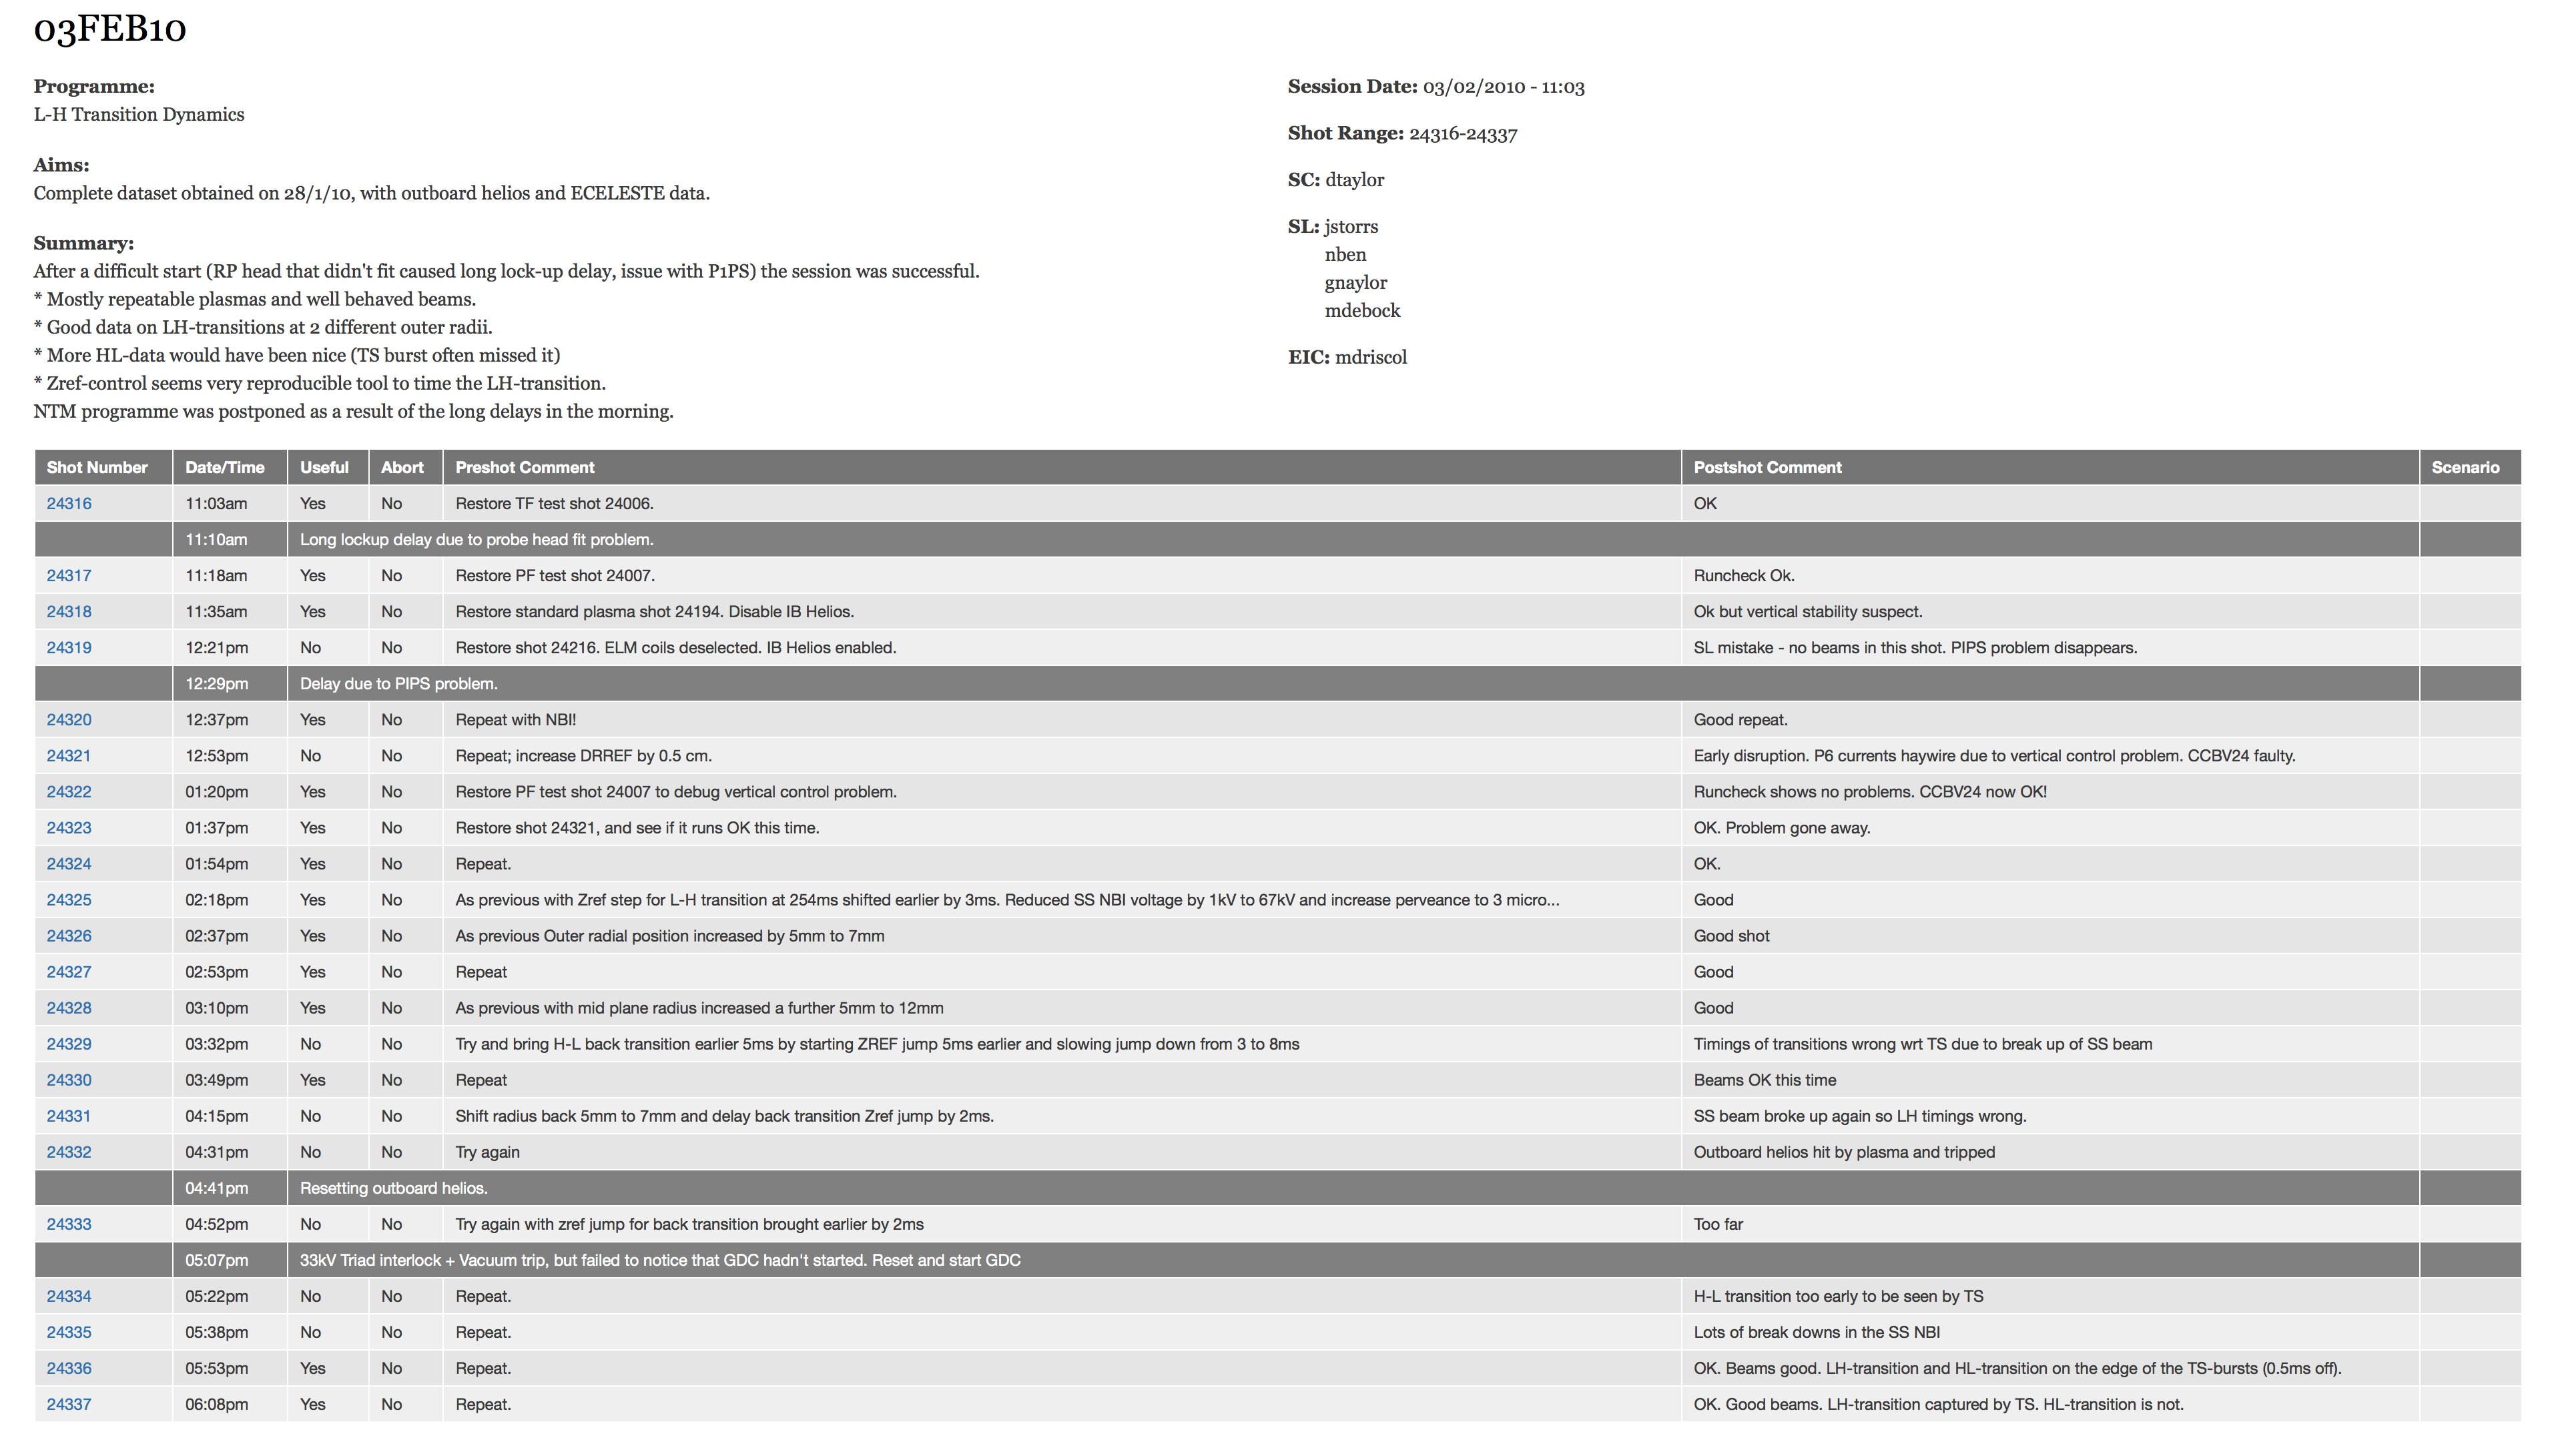 03FEB10
Programme:
L-H Transition Dynamics
Aims:
Complete dataset obtained on 28/1/10, with outboard helios and ECELESTE data.
Summary:
After a difficult start (RP head that didn't fit caused long lock-up delay, issue with P1PS) the session was successful.
* Mostly repeatable plasmas and well behaved beams.
* Good data on LH-transitions at 2 different outer radii.
* More HL-data would have been nice (TS burst often missed it)
* Zref-control seems very reproducible tool to time the LH-transition.
NTM programme was postponed as a result of the long delays in the morning.
Session Date: 03/02/2010 - 11:03
Shot Range: 24316-24337
SC: dtaylor
SL: jstorrs
nben
gnaylor
mdebock
EIC: mdriscol
Shot Number Date/Time Useful Abort Preshot Comment Postshot Comment Scenario
24316 11:03am Yes No Restore TF test shot 24006. OK
11:10am Long lockup delay due to probe head fit problem.
24317 11:18am Yes No Restore PF test shot 24007. Runcheck Ok.
24318 11:35am Yes No Restore standard plasma shot 24194. Disable IB Helios. Ok but vertical stability suspect.
24319 12:21pm No No Restore shot 24216. ELM coils deselected. IB Helios enabled. SL mistake - no beams in this shot. PIPS problem disappears.
12:29pm Delay due to PIPS problem.
24320 12:37pm Yes No Repeat with NBI! Good repeat.
24321 12:53pm No No Repeat; increase DRREF by 0.5 cm. Early disruption. P6 currents haywire due to vertical control problem. CCBV24 faulty.
24322 01:20pm Yes No Restore PF test shot 24007 to debug vertical control problem. Runcheck shows no problems. CCBV24 now OK!
24323 01:37pm Yes No Restore shot 24321, and see if it runs OK this time. OK. Problem gone away.
24324 01:54pm Yes No Repeat. OK.
24325 02:18pm Yes No As previous with Zref step for L-H transition at 254ms shifted earlier by 3ms. Reduced SS NBI voltage by 1kV to 67kV and increase perveance to 3 micro... Good
24326 02:37pm Yes No As previous Outer radial position increased by 5mm to 7mm Good shot
24327 02:53pm Yes No Repeat Good
24328 03:10pm Yes No As previous with mid plane radius increased a further 5mm to 12mm Good
24329 03:32pm No No Try and bring H-L back transition earlier 5ms by starting ZREF jump 5ms earlier and slowing jump down from 3 to 8ms Timings of transitions wrong wrt TS due to break up of SS beam
24330 03:49pm Yes No Repeat Beams OK this time
24331 04:15pm No No Shift radius back 5mm to 7mm and delay back transition Zref jump by 2ms. SS beam broke up again so LH timings wrong.
24332 04:31pm No No Try again Outboard helios hit by plasma and tripped
04:41pm Resetting outboard helios.
24333 04:52pm No No Try again with zref jump for back transition brought earlier by 2ms Too far
05:07pm 33kV Triad interlock + Vacuum trip, but failed to notice that GDC hadn't started. Reset and start GDC
24334 05:22pm No No Repeat. H-L transition too early to be seen by TS
24335 05:38pm No No Repeat. Lots of break downs in the SS NBI
24336 05:53pm Yes No Repeat. OK. Beams good. LH-transition and HL-transition on the edge of the TS-bursts (0.5ms off).
24337 06:08pm Yes No Repeat. OK. Good beams. LH-transition captured by TS. HL-transition is not.